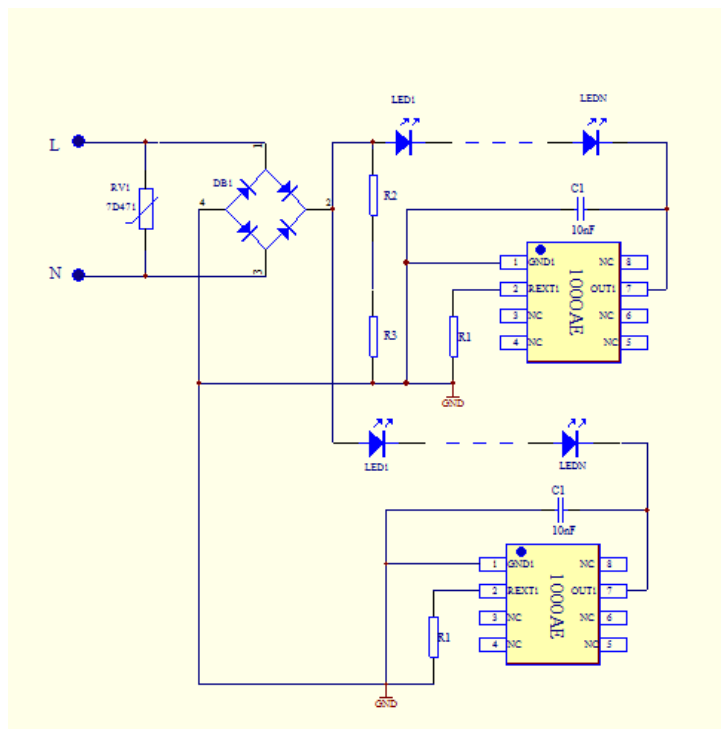 LED1
LEDN
L
1
RV1
7D471
DB1
4
2
R2
C1
10nF
N
3
1 GND1 NC 8
2 REXT1 OUT1 7
3 NC NC 6
4 NC NC 5
1000AE
R3
R1
GND
LED1
LEDN
C1
10nF
1 GND1 NC 8
2 REXT1 OUT1 7
3 NC NC 6
4 NC NC 5
1000AE
R1
GND